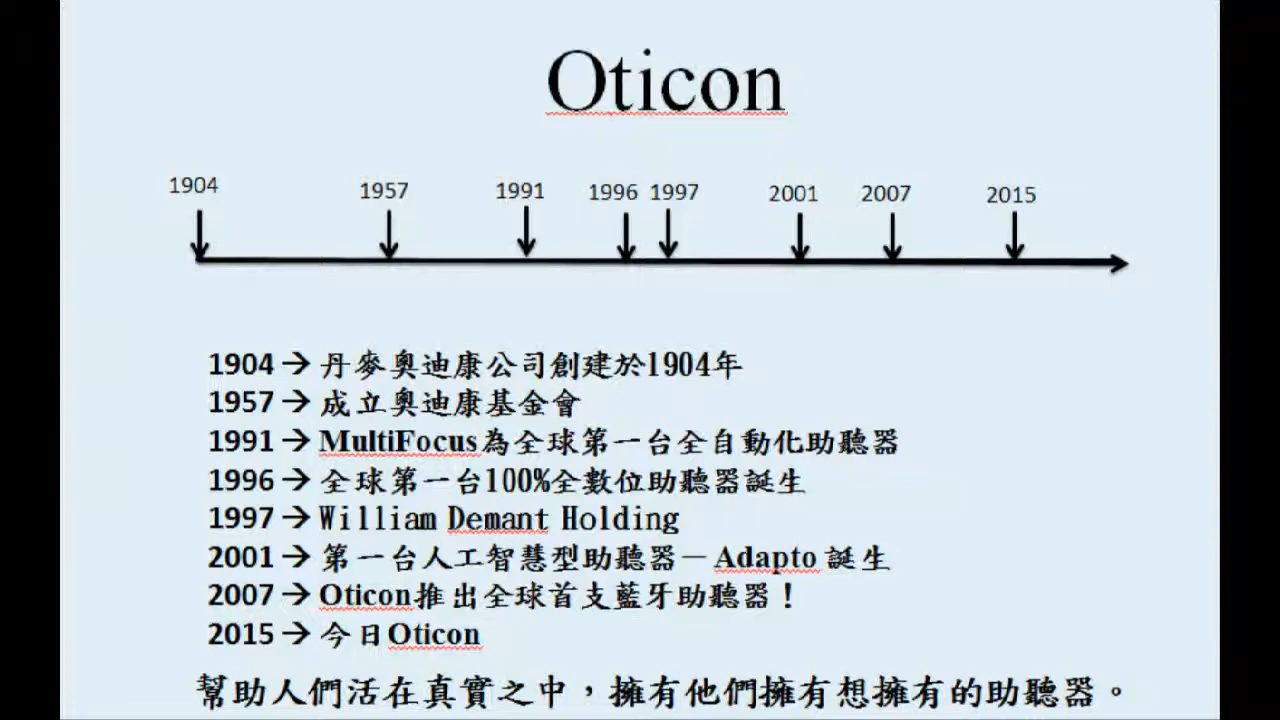 Oticon
1904 1957 1991 1996 1997 2001 2007 2015
1904→丹麥奧迪康公司創建於1904年
1957→成立奧迪康基金會
1991→MultiFocus為全球第一台全自動化助聽器
1996→全球第一台100%全數位助聽器誕生
1997→William Demant Holding
2001→第一台人工智慧型助聽器－Adapto 誕生
2007→Oticon推出全球首支藍牙助聽器！
2015→今日Oticon
幫助人們活在真實之中，擁有他們擁有想擁有的助聽器。